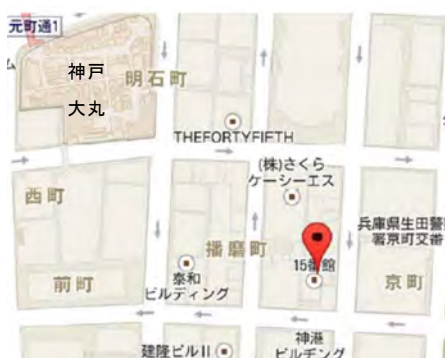 元町通1
神戸
大丸
明石町
THEFORTYFIETH
(株)さくら
ケーシーエス
西町
兵庫県生田警
署京町交番
播磨町
15番館
前町
泰和
ビルディング
京町
建隆ビルII
神港
ビルヂング